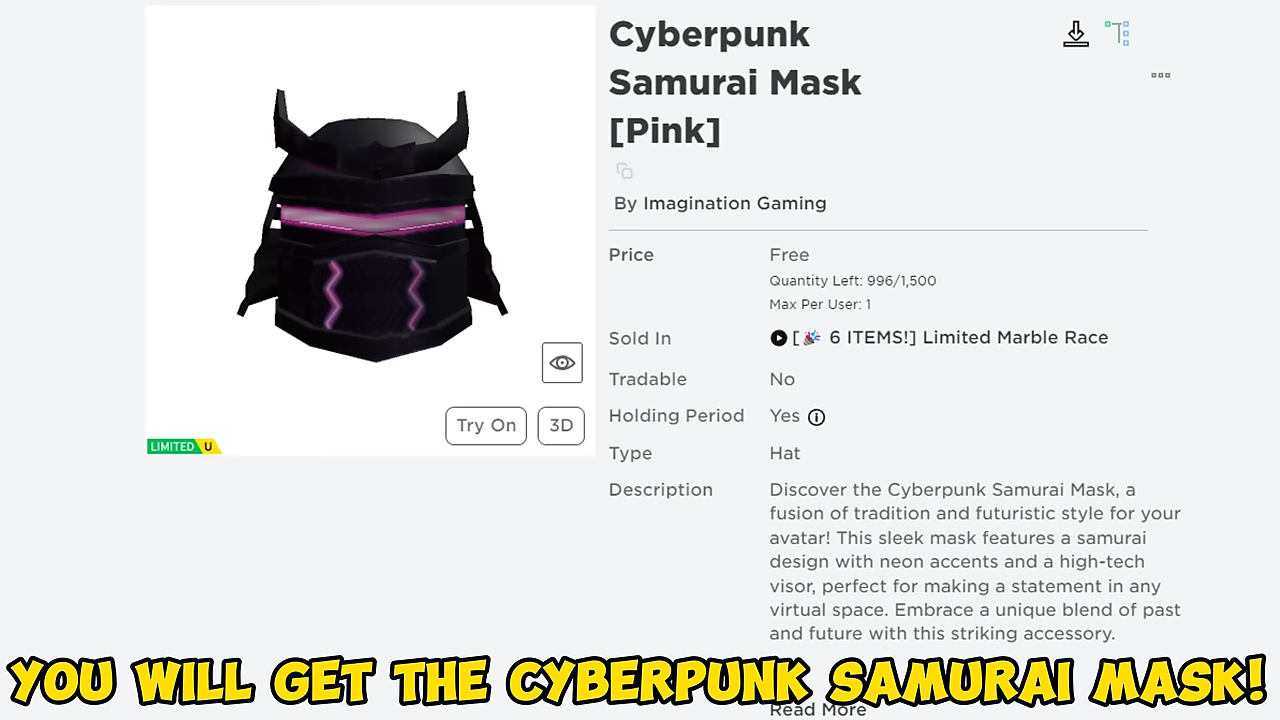 Cyberpunk
Samurai Mask
[Pink]
By Imagination Gaming
Price Free
Quantity Left: 996/1,500
Max Per User: 1
Sold In [🎉 6 ITEMS!] Limited Marble Race
Tradable No
Holding Period Yes
Type Hat
Description Discover the Cyberpunk Samurai Mask, a
fusion of tradition and futuristic style for your
avatar! This sleek mask features a samurai
design with neon accents and a high-tech
visor, perfect for making a statement in any
virtual space. Embrace a unique blend of past
and future with this striking accessory.
Read More
Try On 3D
LIMITED U
YOU WILL GET THE CYBERPUNK SAMURAI MASK!